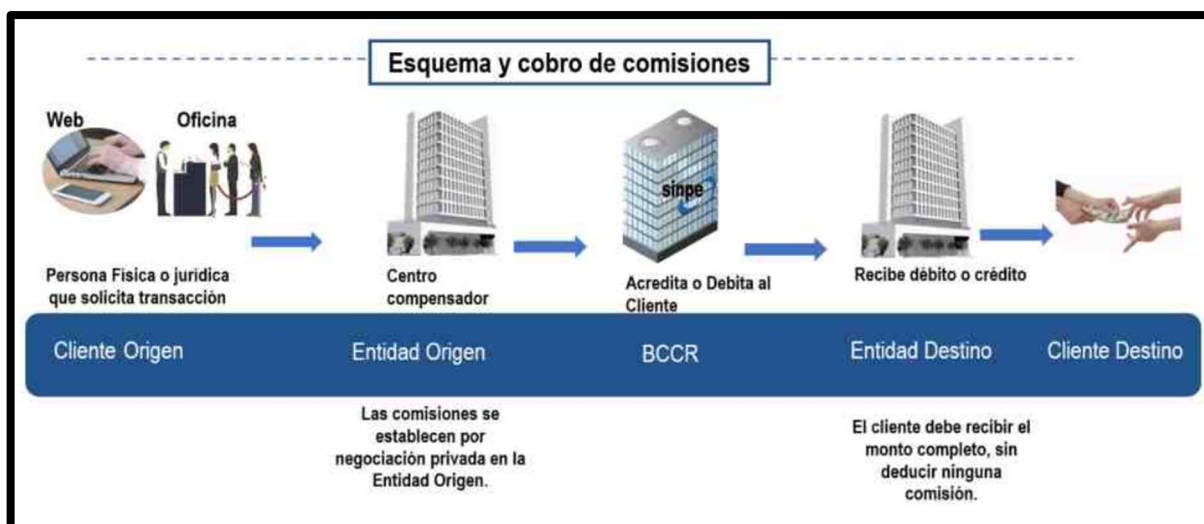 Esquema y cobro de comisiones
Web
Oficina
sinpe
Persona Física o jurídica
que solicita transacción
Centro
compensador
Acredita o Debita al
Cliente
Recibe débito o crédito
Cliente Origen
Entidad Origen
BCCR
Entidad Destino
Cliente Destino
Las comisiones se
establecen por
negociación privada en la
Entidad Origen.
El cliente debe recibir el
monto completo, sin
deducir ninguna
comisión.